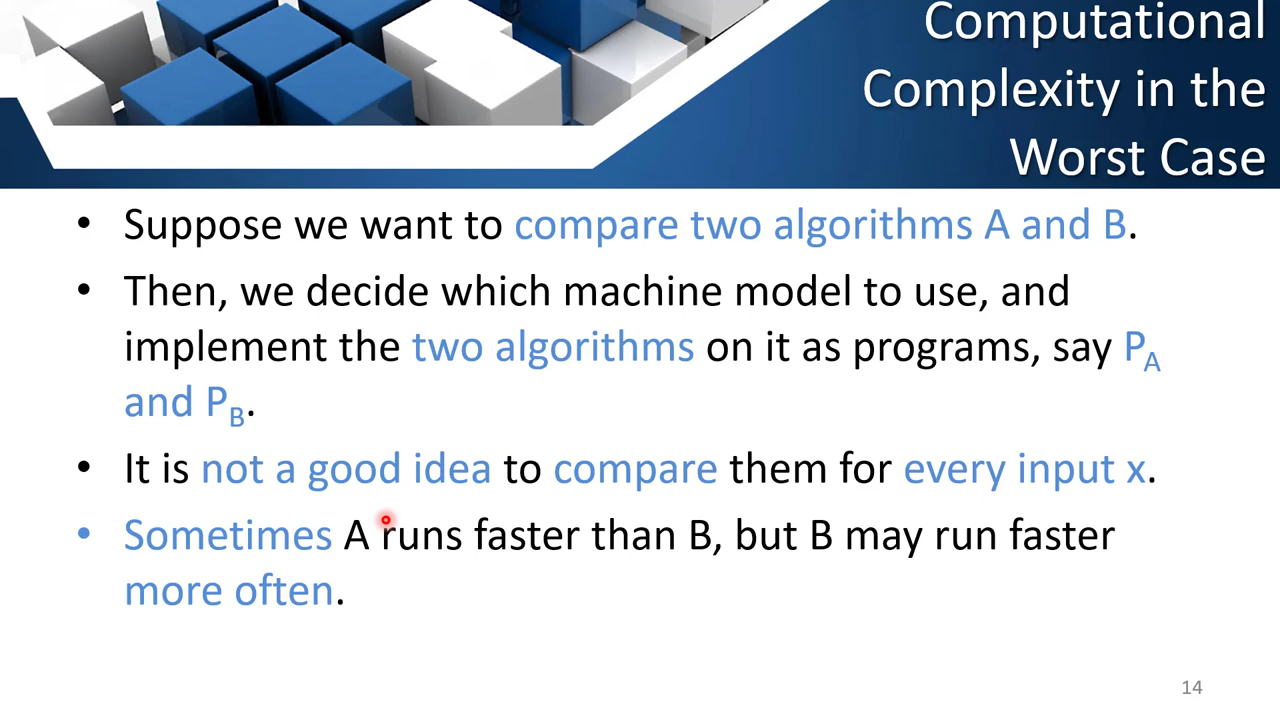 Computational
Complexity in the
Worst Case
• Suppose we want to compare two algorithms A and B.
• Then, we decide which machine model to use, and
implement the two algorithms on it as programs, say P_A
and P_B.
• It is not a good idea to compare them for every input x.
• Sometimes A runs faster than B, but B may run faster
more often.
14